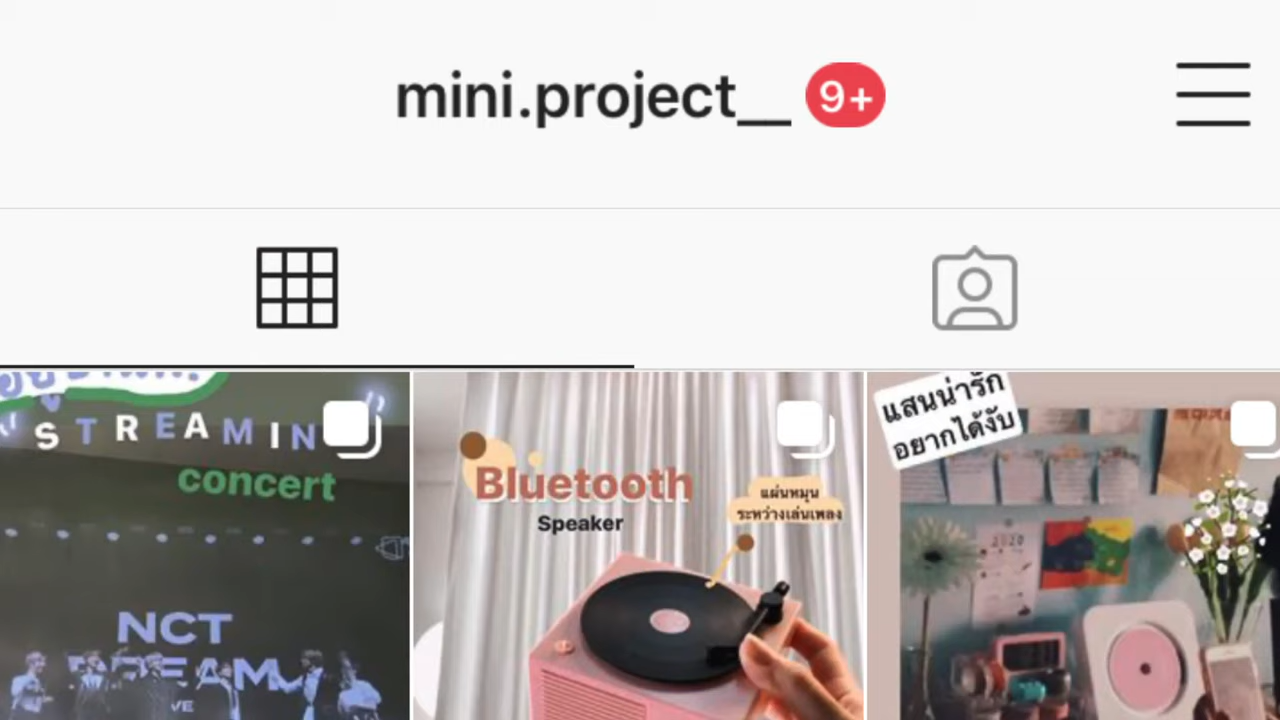 mini.project__ 9+
STREAMIN
concert
NCT
DREAM
Bluetooth
Speaker
แผ่นหมุน
ระหว่างเล่นเพลง
แสนน่ารัก
อยากได้งับ
2020